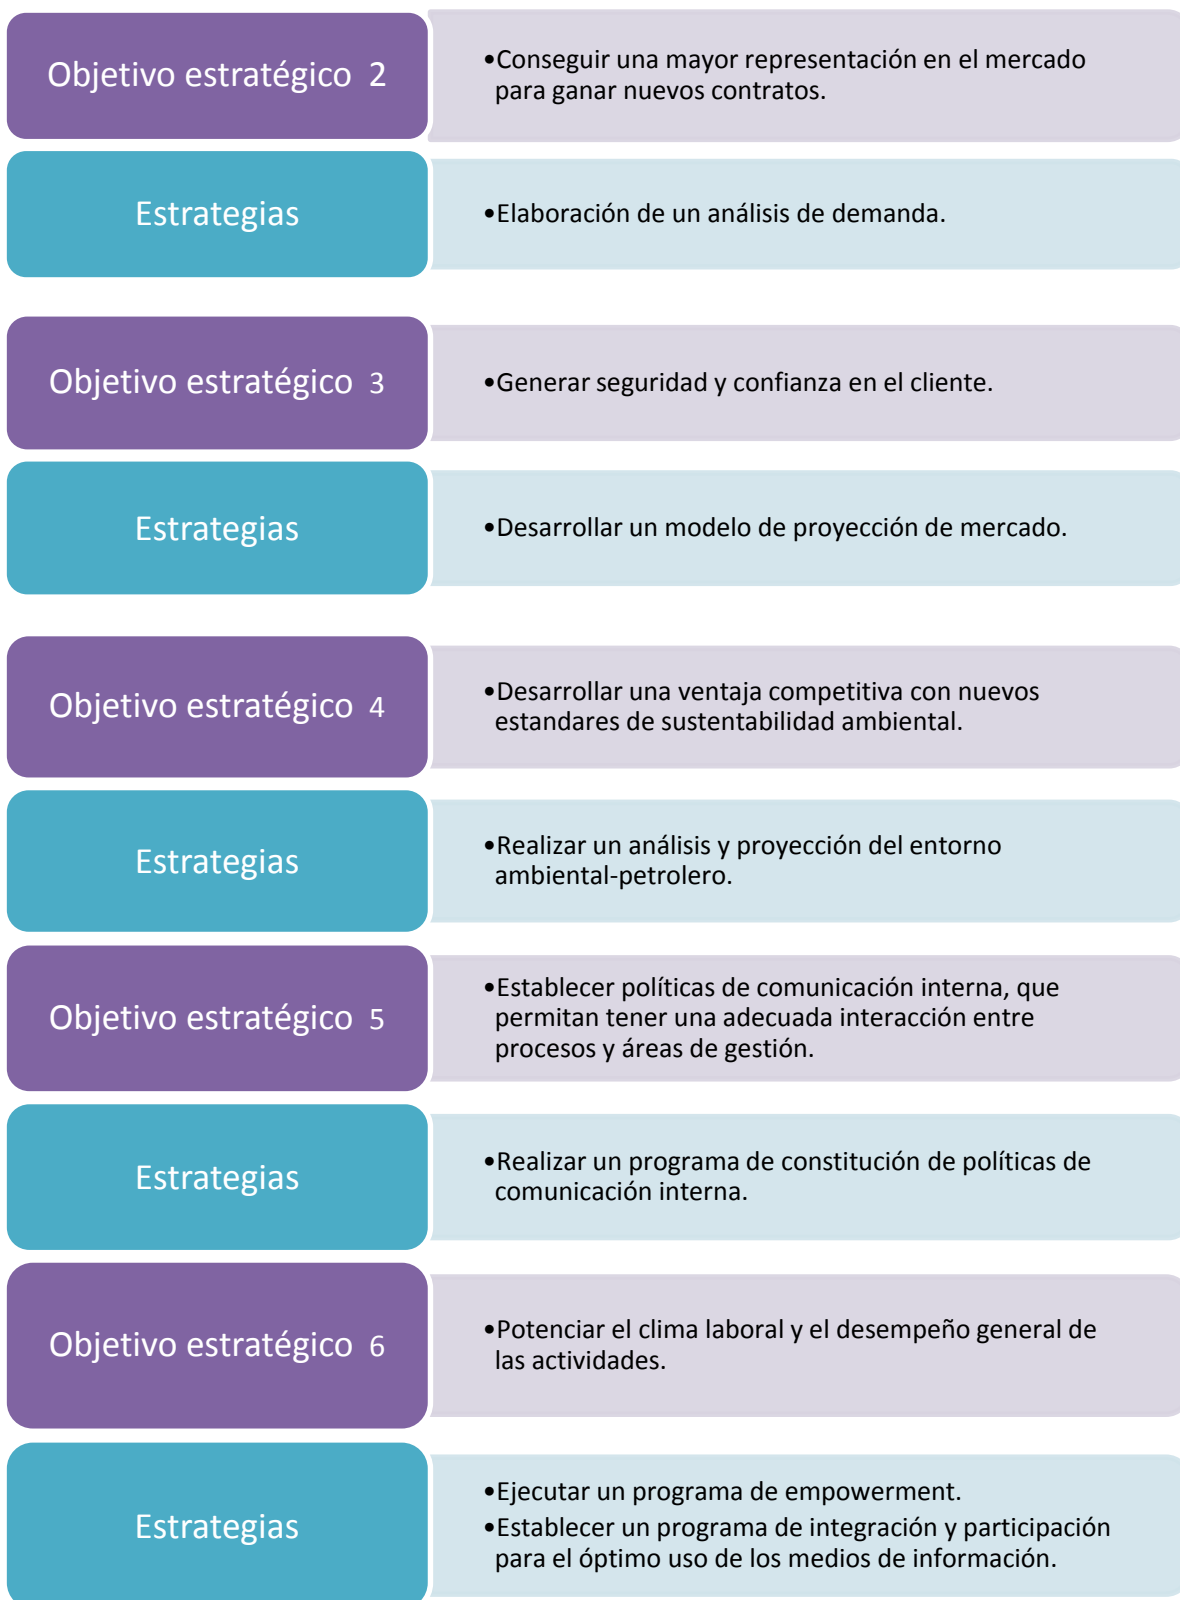 Objetivo estratégico 2
•Conseguir una mayor representación en el mercado
para ganar nuevos contratos.
Estrategias
•Elaboración de un análisis de demanda.
Objetivo estratégico 3
•Generar seguridad y confianza en el cliente.
Estrategias
•Desarrollar un modelo de proyección de mercado.
Objetivo estratégico 4
•Desarrollar una ventaja competitiva con nuevos
estandares de sustentabilidad ambiental.
Estrategias
•Realizar un análisis y proyección del entorno
ambiental-petrolero.
Objetivo estratégico 5
•Establecer políticas de comunicación interna, que
permitan tener una adecuada interacción entre
procesos y áreas de gestión.
Estrategias
•Realizar un programa de constitución de políticas de
comunicación interna.
Objetivo estratégico 6
•Potenciar el clima laboral y el desempeño general de
las actividades.
Estrategias
•Ejecutar un programa de empowerment.
•Establecer un programa de integración y participación
para el óptimo uso de los medios de información.